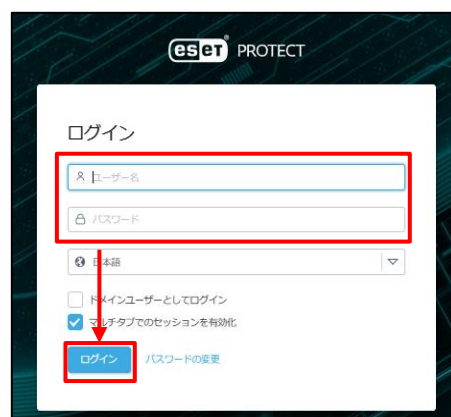 eset® PROTECT
ログイン
ユーザー名
パスワード
日本語
ドメインユーザーとしてログイン
マルチタブでのセッションを有効化
ログイン パスワードの変更